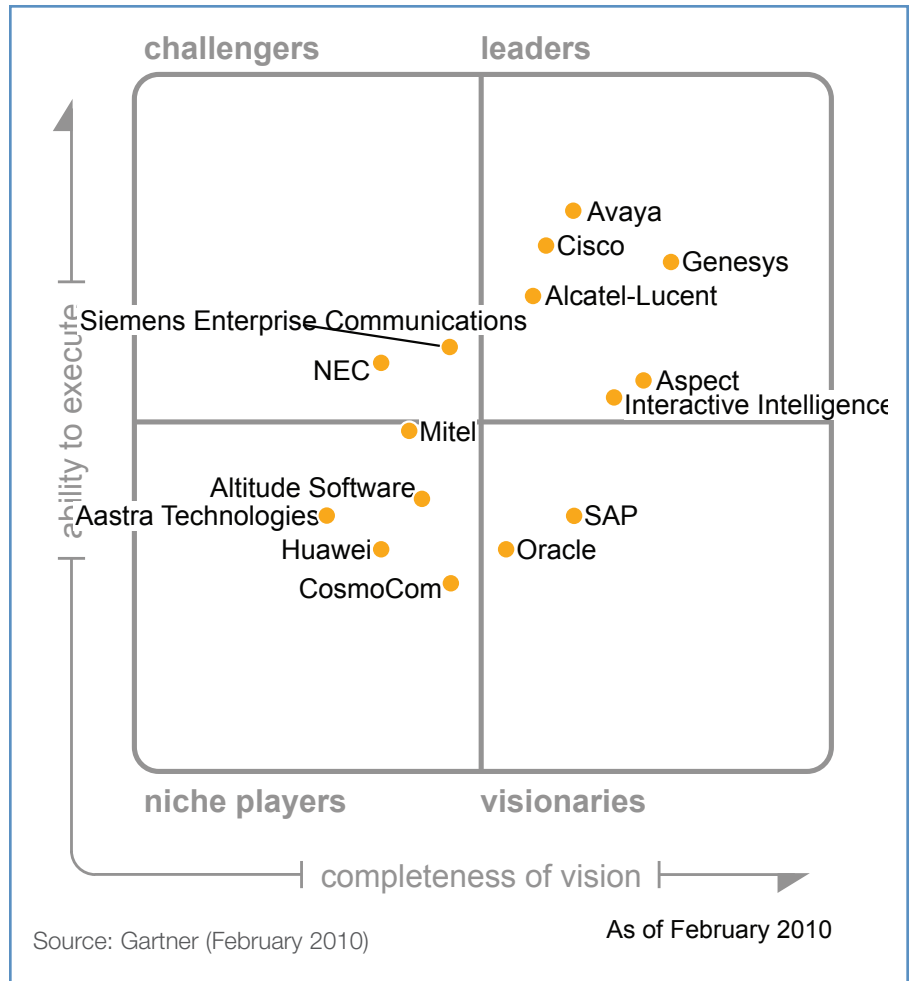 challengers
leaders
Avaya
Cisco
Genesys
Alcatel-Lucent
Siemens Enterprise Communications
NEC
Aspect
Interactive Intelligence
Mitel
Altitude Software
Aastra Technologies
SAP
Huawei
Oracle
CosmoCom
ability to execute
niche players
visionaries
completeness of vision
As of February 2010
Source: Gartner (February 2010)